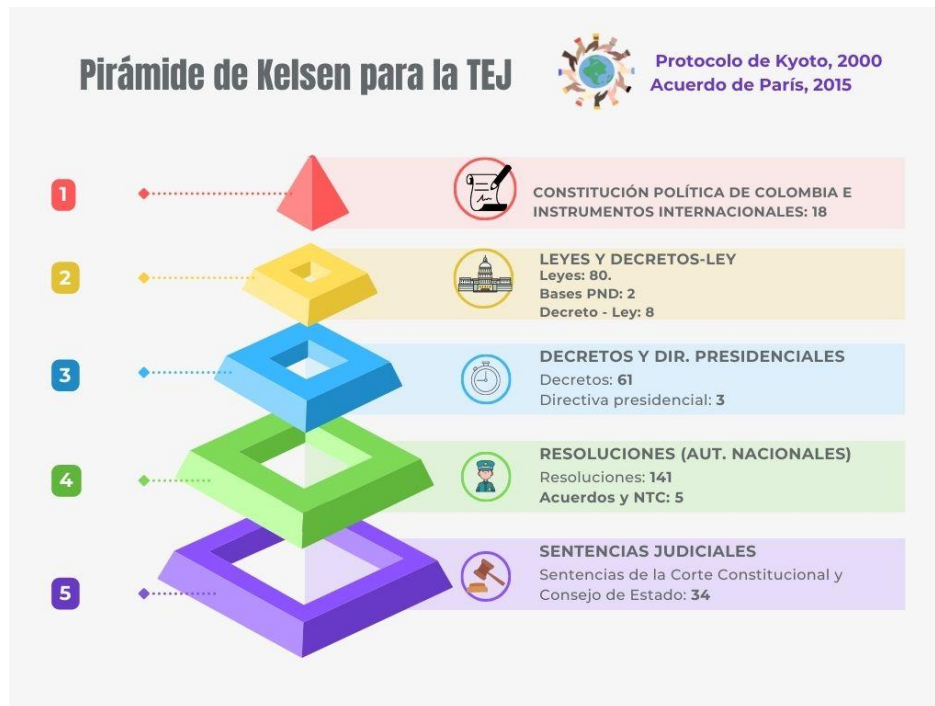 Pirámide de Kelsen para la TEJ
Protocolo de Kyoto, 2000
Acuerdo de París, 2015
1
CONSTITUCIÓN POLÍTICA DE COLOMBIA E
INSTRUMENTOS INTERNACIONALES: 18
2
LEYES Y DECRETOS-LEY
Leyes: 80.
Bases PND: 2
Decreto - Ley: 8
3
DECRETOS Y DIR. PRESIDENCIALES
Decretos: 61
Directiva presidencial: 3
4
RESOLUCIONES (AUT. NACIONALES)
Resoluciones: 141
Acuerdos y NTC: 5
5
SENTENCIAS JUDICIALES
Sentencias de la Corte Constitucional y
Consejo de Estado: 34